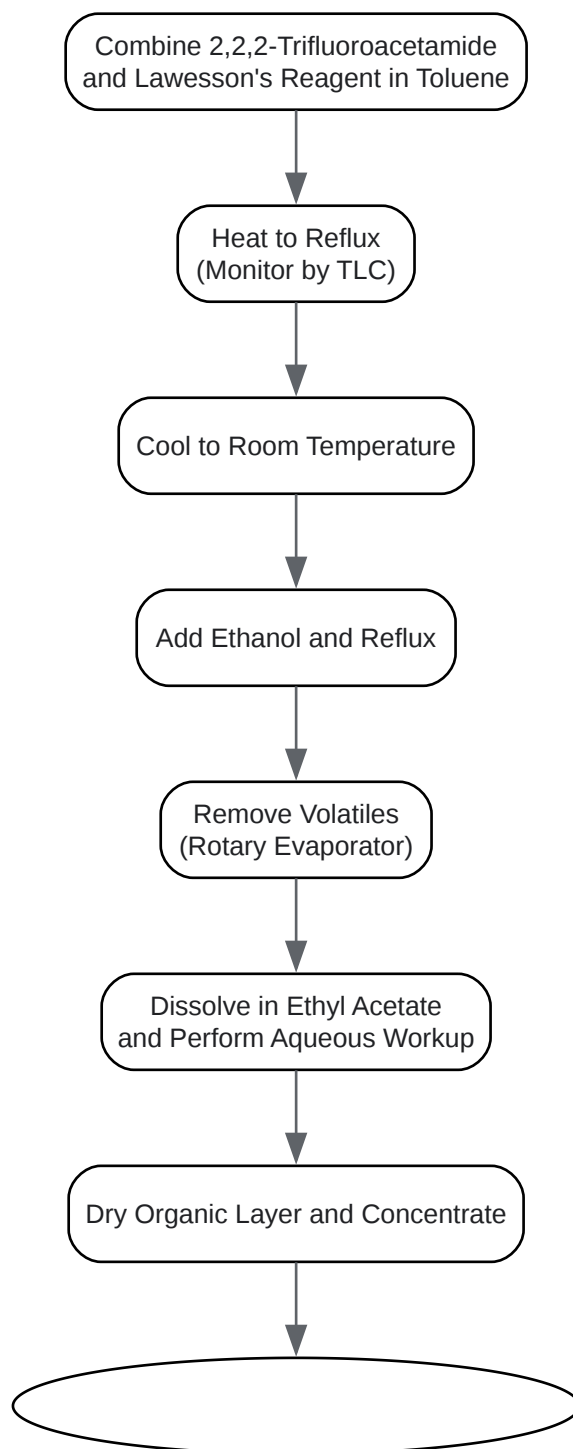 Combine 2,2,2-Trifluoroacetamide
and Lawesson's Reagent in Toluene
Heat to Reflux
(Monitor by TLC)
Cool to Room Temperature
Add Ethanol and Reflux
Remove Volatiles
(Rotary Evaporator)
Dissolve in Ethyl Acetate
and Perform Aqueous Workup
Dry Organic Layer and Concentrate